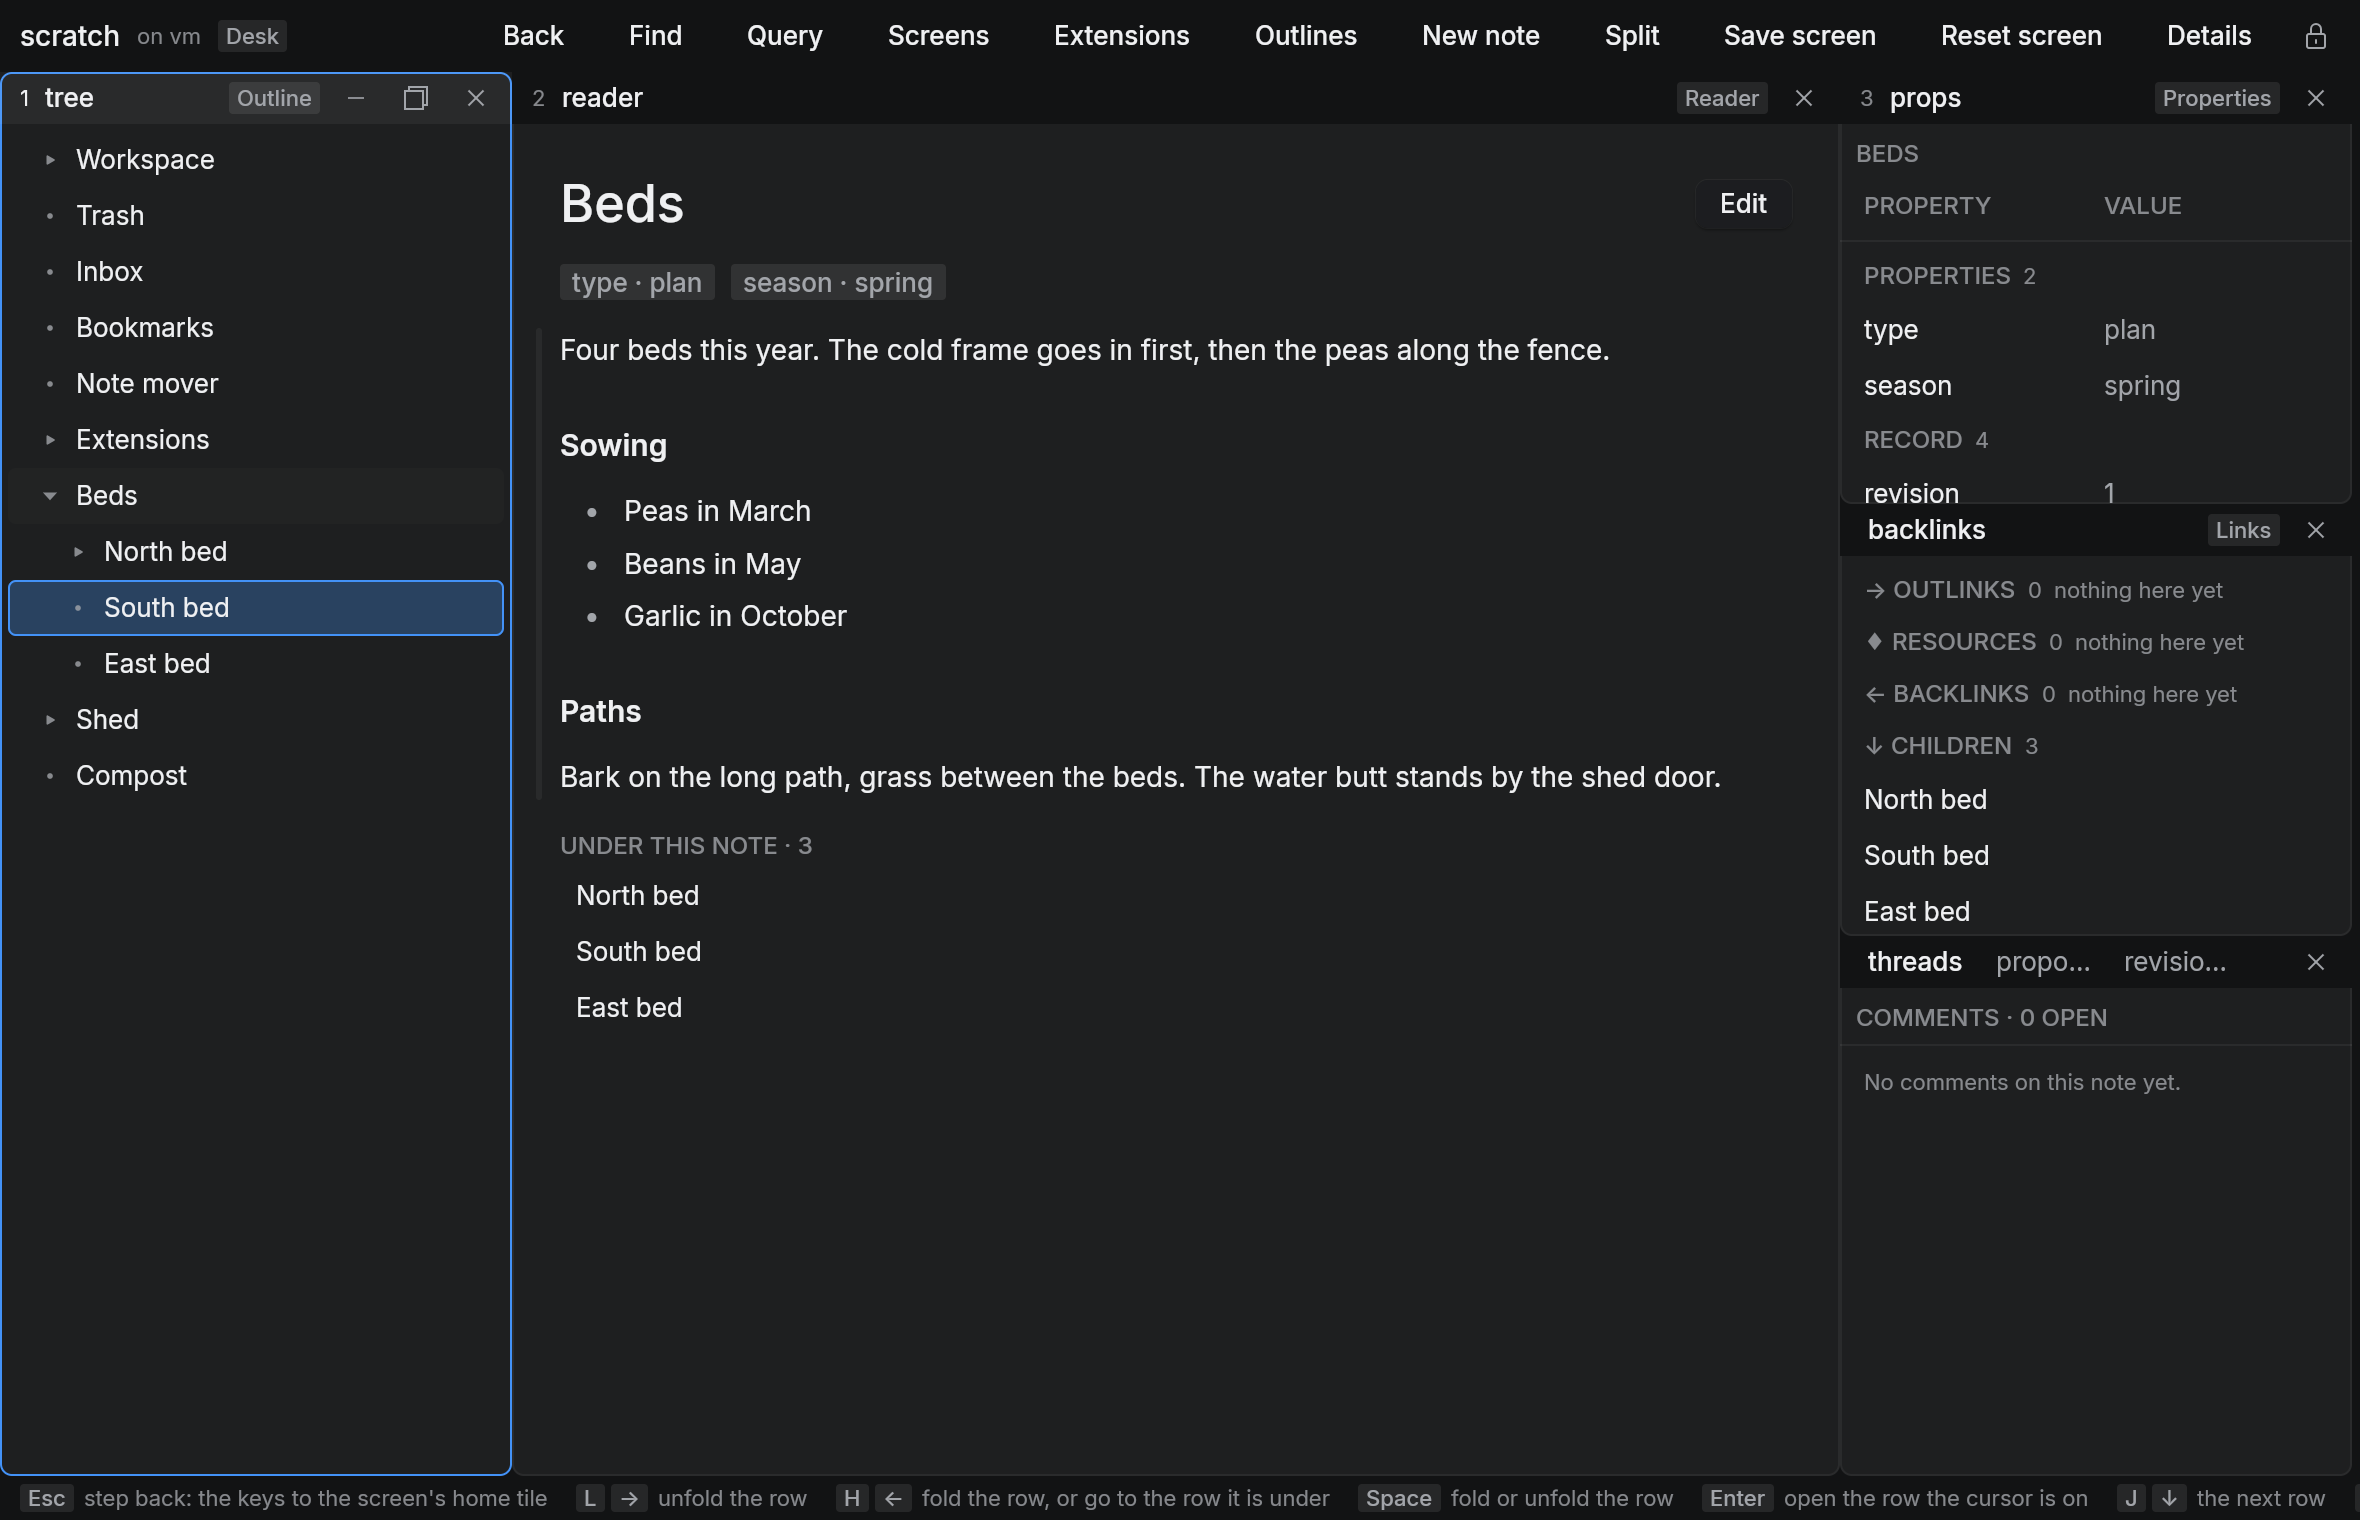 scratch on vm Desk Back Find Query Screens Extensions Outlines New note Split Save screen Reset screen Details
1 tree Outline
Workspace
Trash
Inbox
Bookmarks
Note mover
Extensions
Beds
North bed
South bed
East bed
Shed
Compost
2 reader Reader
Beds
Edit
type · plan season · spring
Four beds this year. The cold frame goes in first, then the peas along the fence.
Sowing
• Peas in March
• Beans in May
• Garlic in October
Paths
Bark on the long path, grass between the beds. The water butt stands by the shed door.
UNDER THIS NOTE · 3
North bed
South bed
East bed
3 props Properties
BEDS
PROPERTY VALUE
PROPERTIES 2
type plan
season spring
RECORD 4
revision 1
backlinks Links
→ OUTLINKS 0 nothing here yet
♦ RESOURCES 0 nothing here yet
← BACKLINKS 0 nothing here yet
↓ CHILDREN 3
North bed
South bed
East bed
threads propo... revisio...
COMMENTS · 0 OPEN
No comments on this note yet.
Esc step back: the keys to the screen's home tile L → unfold the row H ← fold the row, or go to the row it is under Space fold or unfold the row Enter open the row the cursor is on J ↓ the next row